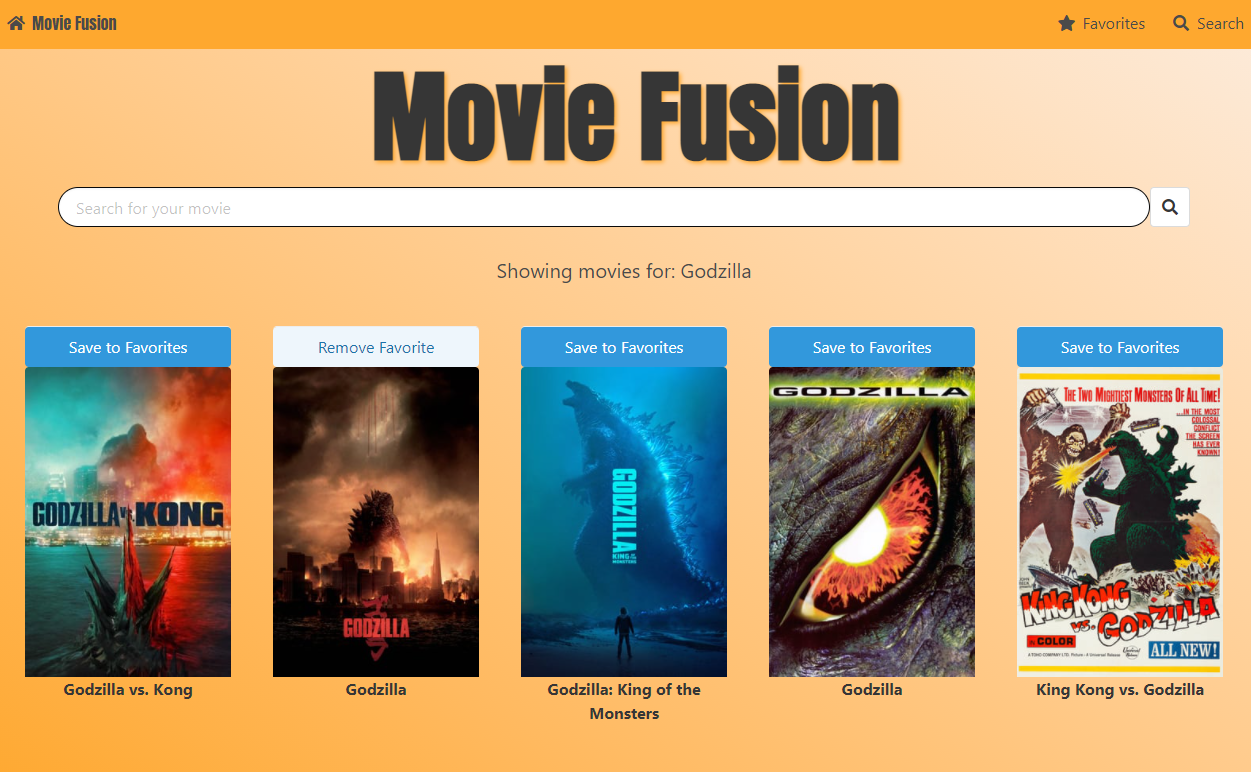 Movie Fusion
Favorites
Search
Movie Fusion
Search for your movie
Showing movies for: Godzilla
Save to Favorites
Remove Favorite
Save to Favorites
Save to Favorites
Save to Favorites
GODZILLA vs. KONG
GODZILLA
GODZILLA
KING OF THE
MONSTERS
GODZILLA
THE TWO MIGHTIEST MONSTERS OF ALL TIME!
...IN THE MOST
COLOSSAL
CONFLICT
THE SCREEN
HAS EVER
KNOWN!
KING KONG
VS. GODZILLA
IN COLOR
ALL NEW!
Godzilla vs. Kong
Godzilla
Godzilla: King of the
Monsters
Godzilla
King Kong vs. Godzilla